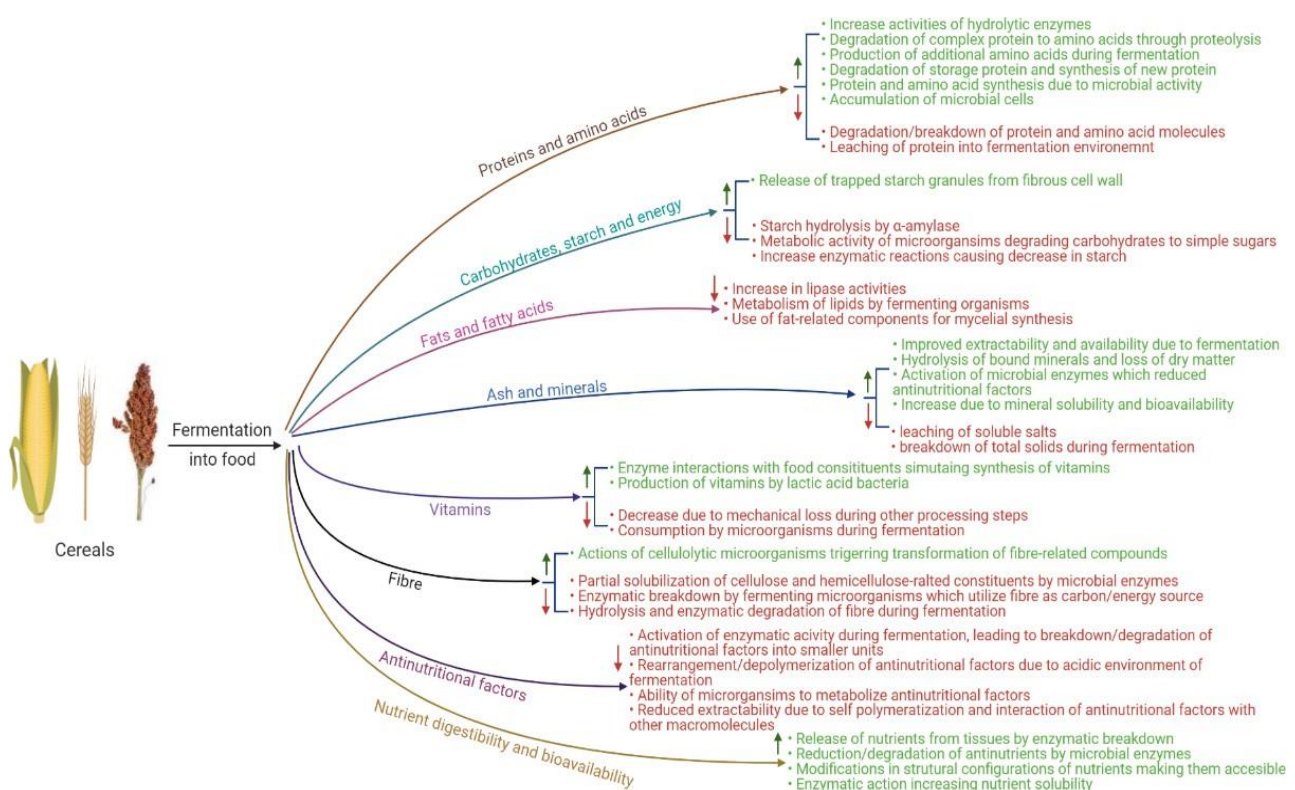 • Increase activities of hydrolytic enzymes
• Degradation of complex protein to amino acids through proteolysis
• Production of additional amino acids during fermentation
• Degradation of storage protein and synthesis of new protein
• Protein and amino acid synthesis due to microbial activity
• Accumulation of microbial cells
• Degradation/breakdown of protein and amino acid molecules
• Leaching of protein into fermentation environemnt
Proteins and amino acids
• Release of trapped starch granules from fibrous cell wall
• Starch hydrolysis by α-amylase
• Metabolic activity of microorgansims degrading carbohydrates to simple sugars
• Increase enzymatic reactions causing decrease in starch
Carbohydrates, starch and energy
• Increase in lipase activities
• Metabolism of lipids by fermenting organisms
• Use of fat-related components for mycelial synthesis
Fats and fatty acids
• Improved extractability and availability due to fermentation
• Hydrolysis of bound minerals and loss of dry matter
• Activation of microbial enzymes which reduced
antinutritional factors
• Increase due to mineral solubility and bioavailability
• leaching of soluble salts
• breakdown of total solids during fermentation
Ash and minerals
Fermentation
into food
Cereals
• Enzyme interactions with food consitituents simutaing synthesis of vitamins
• Production of vitamins by lactic acid bacteria
• Decrease due to mechanical loss during other processing steps
• Consumption by microorganisms during fermentation
Vitamins
• Actions of cellulolytic microorganisms trigerring transformation of fibre-related compounds
• Partial solubilization of cellulose and hemicellulose-ralted constituents by microbial enzymes
• Enzymatic breakdown by fermenting microorganisms which utilize fibre as carbon/energy source
• Hydrolysis and enzymatic degradation of fibre during fermentation
Fibre
• Activation of enzymatic acivity during fermentation, leading to breakdown/degradation of
antinutritional factors into smaller units
• Rearrangement/depolymerization of antinutritional factors due to acidic environment of
fermentation
• Ability of microrgansims to metabolize antinutritional factors
• Reduced extractability due to self polymeratization and interaction of antinutritional factors with
other macromolecules
Antinutritional factors
• Release of nutrients from tissues by enzymatic breakdown
• Reduction/degradation of antinutrients by microbial enzymes
• Modifications in strutural configurations of nutrients making them accesible
• Enzymatic action increasing nutrient solubility
Nutrient digestibility and bioavailability